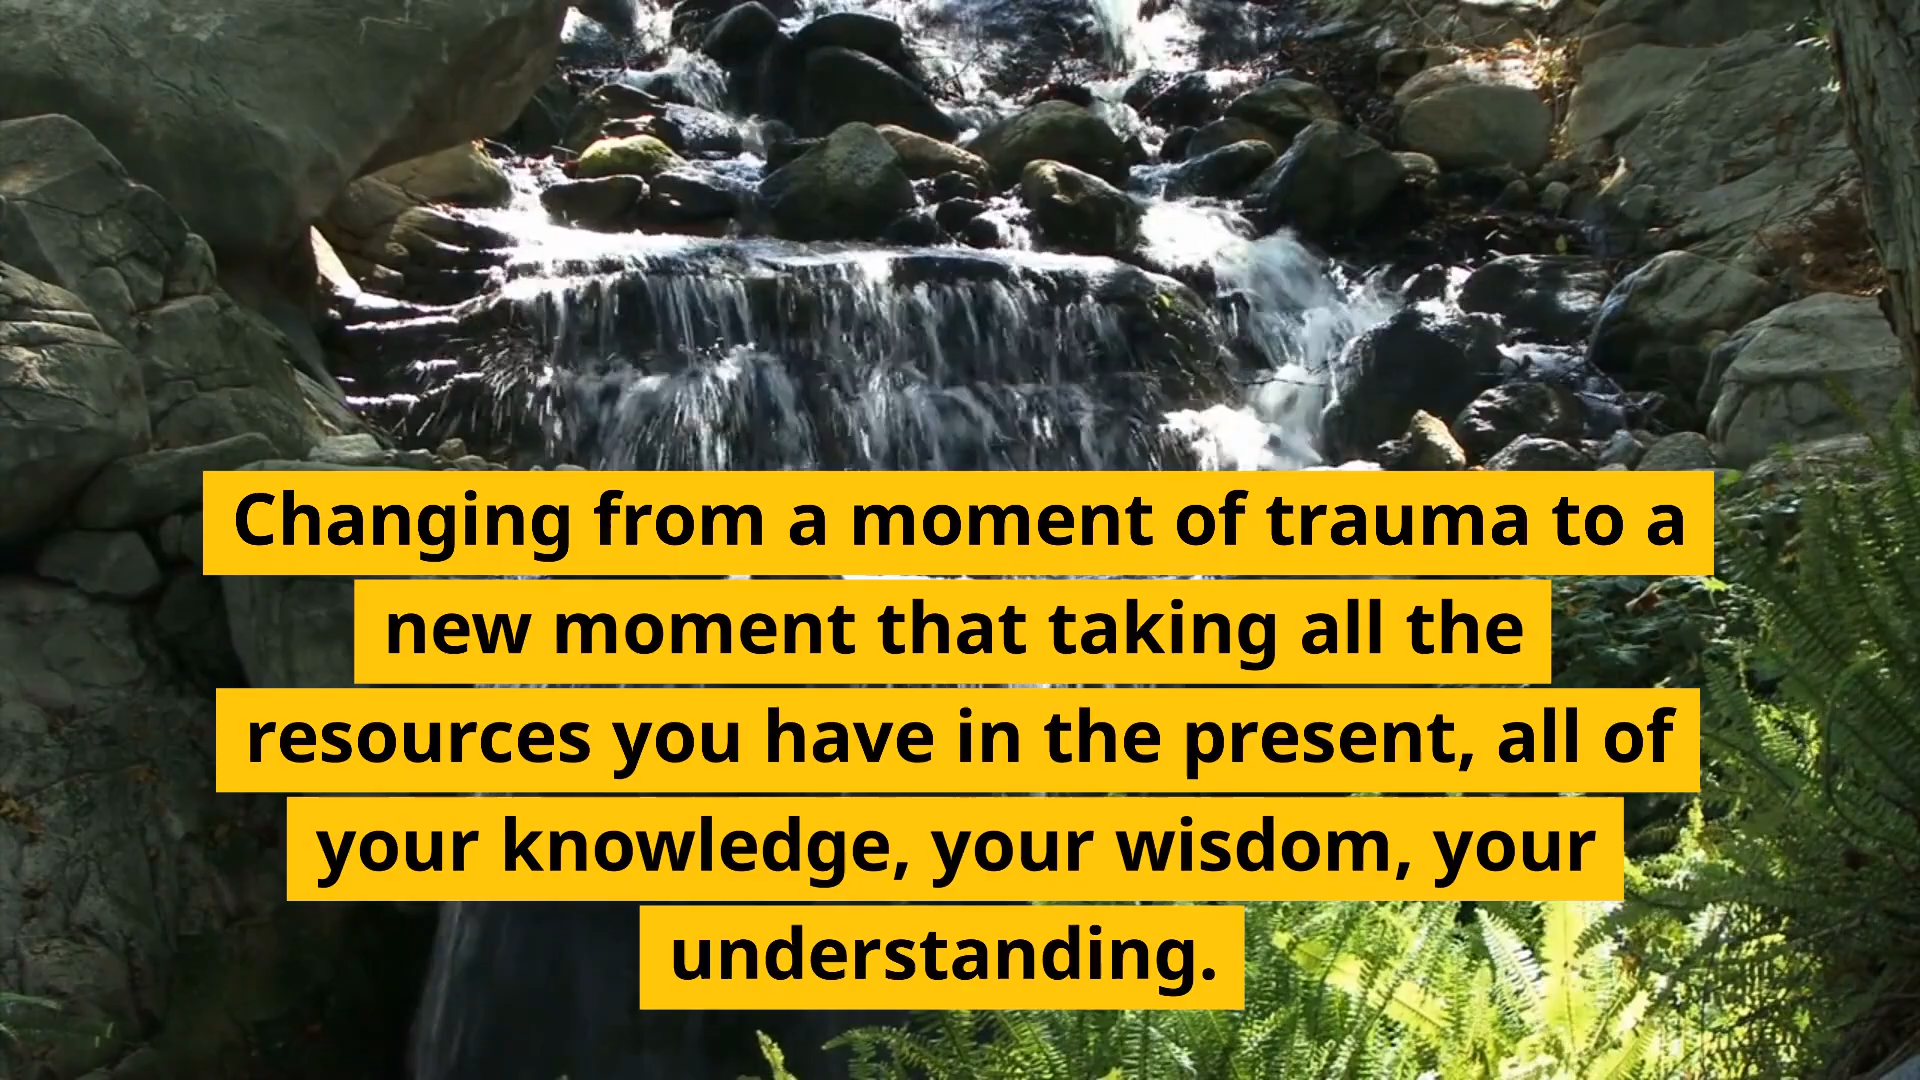 Changing from a moment of trauma to a
new moment that taking all the
resources you have in the present, all of
your knowledge, your wisdom, your
understanding.